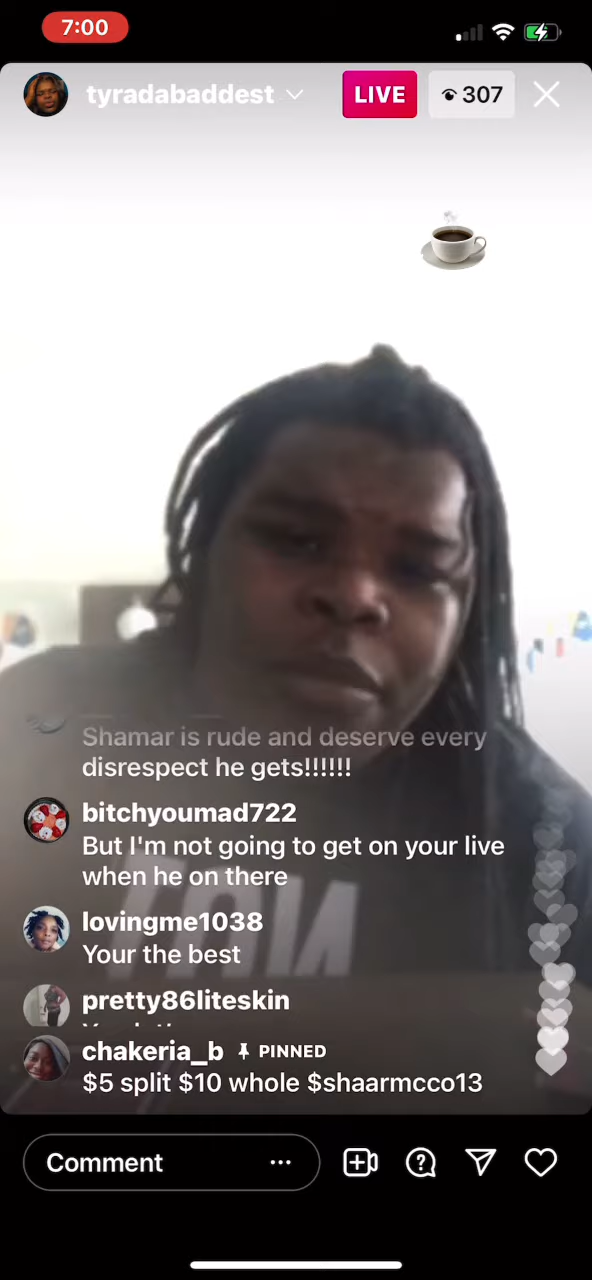 7:00
tyradabaddest
LIVE
307
Shamar is rude and deserve every
disrespect he gets!!!!!!
bitchyoumad722
But I'm not going to get on your live
when he on there
lovingme1038
Your the best
pretty86liteskin
chakeria_b PINNED
$5 split $10 whole $shaarmcco13
Comment